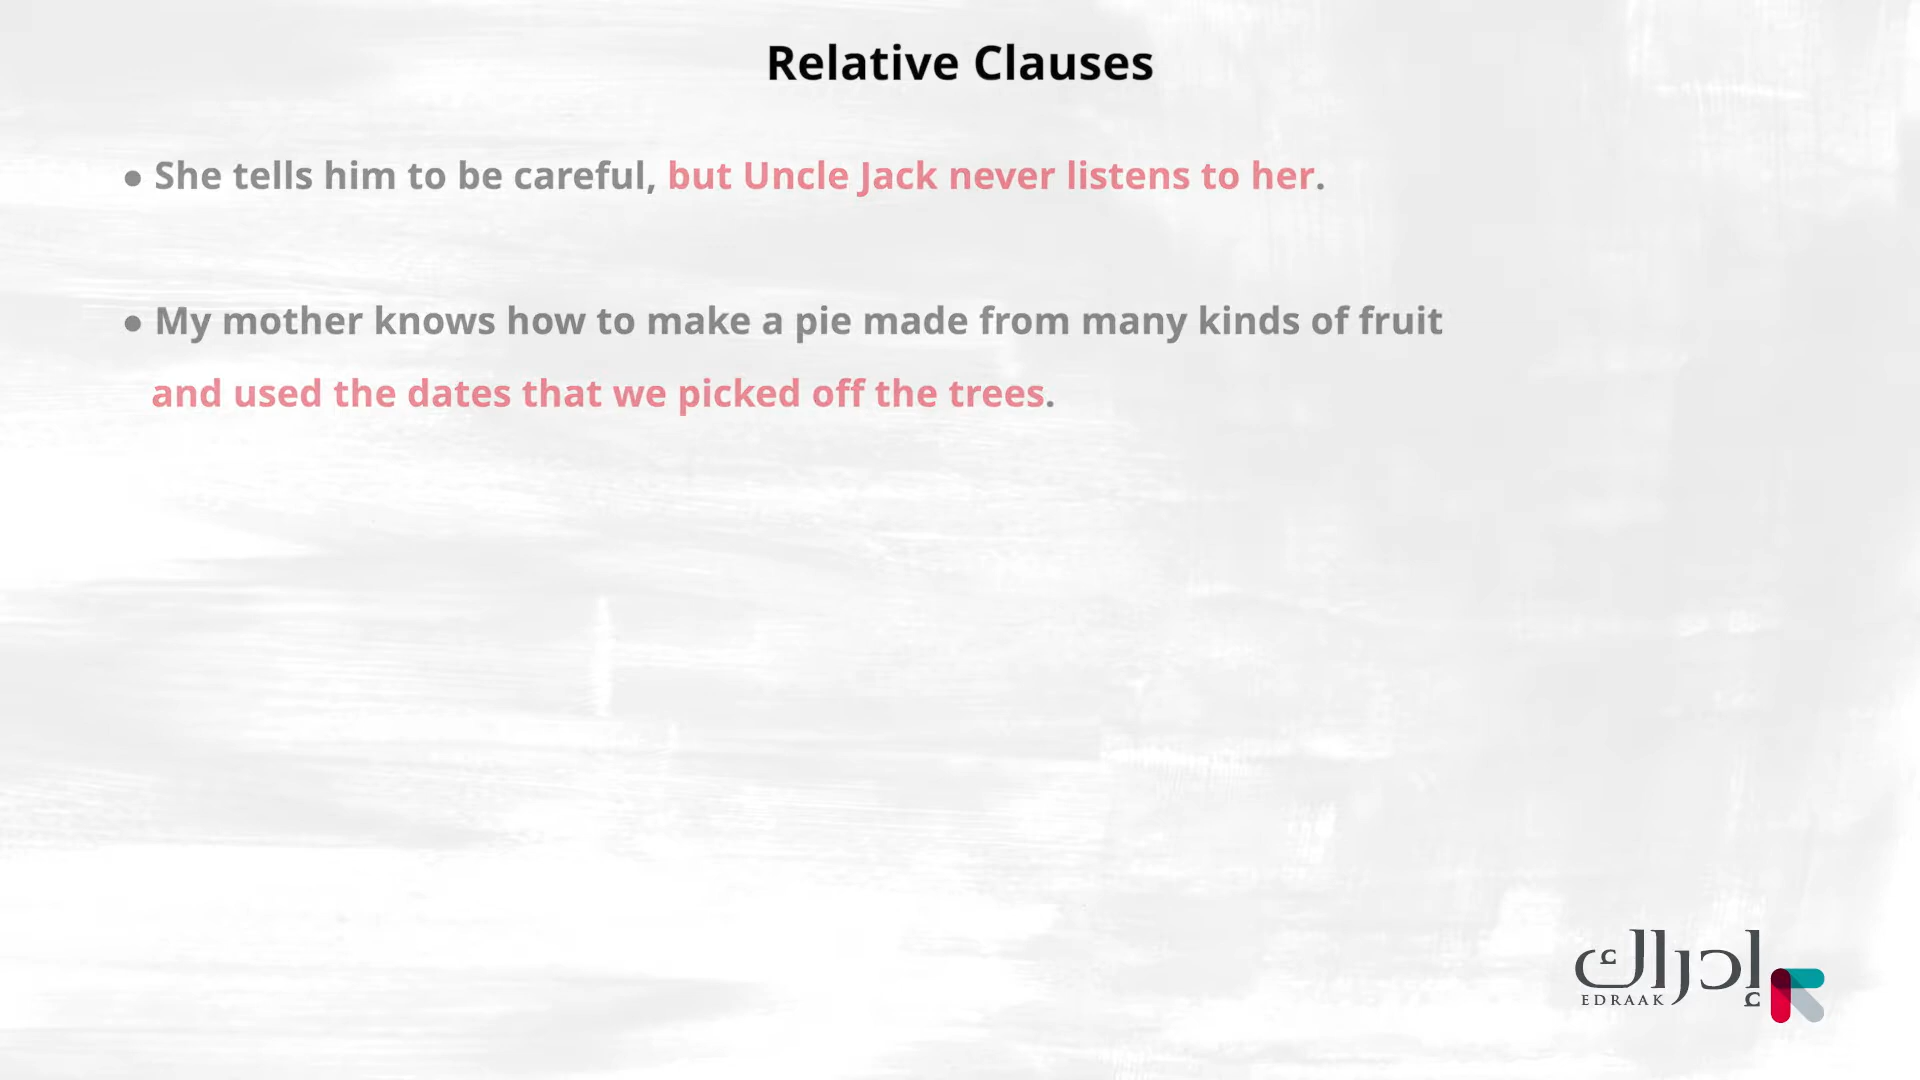 Relative Clauses
● She tells him to be careful, but Uncle Jack never listens to her.
● My mother knows how to make a pie made from many kinds of fruit
and used the dates that we picked off the trees.
إدراك
EDRAAK